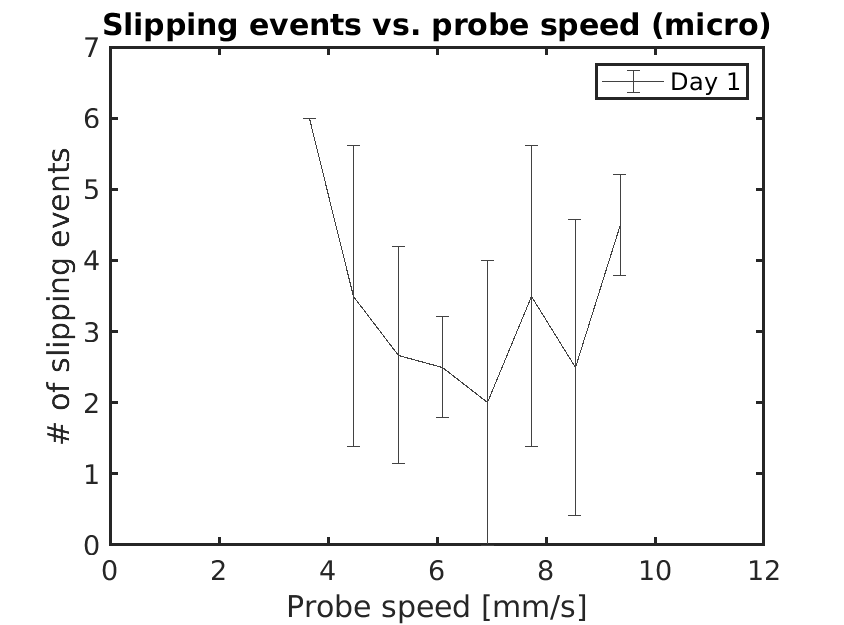 Slipping events vs. probe speed (micro)
Day 1
# of slipping events
7
6
5
4
3
2
1
0
0 2 4 6 8 10 12
Probe speed [mm/s]